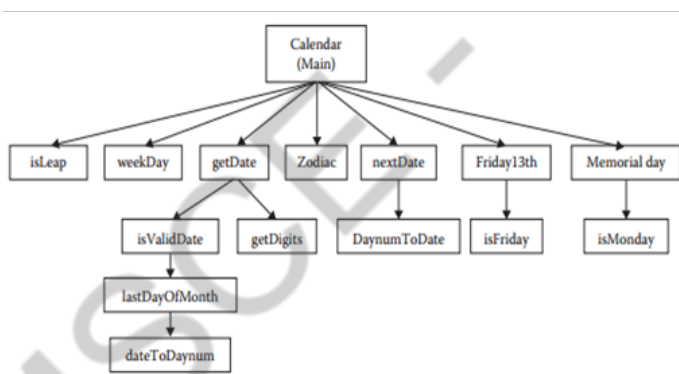 Calendar
(Main)
isLeap
weekDay
getDate
Zodiac
nextDate
Friday13th
Memorial day
isValidDate
getDigits
DaynumToDate
isFriday
isMonday
lastDayOfMonth
dateToDaynum